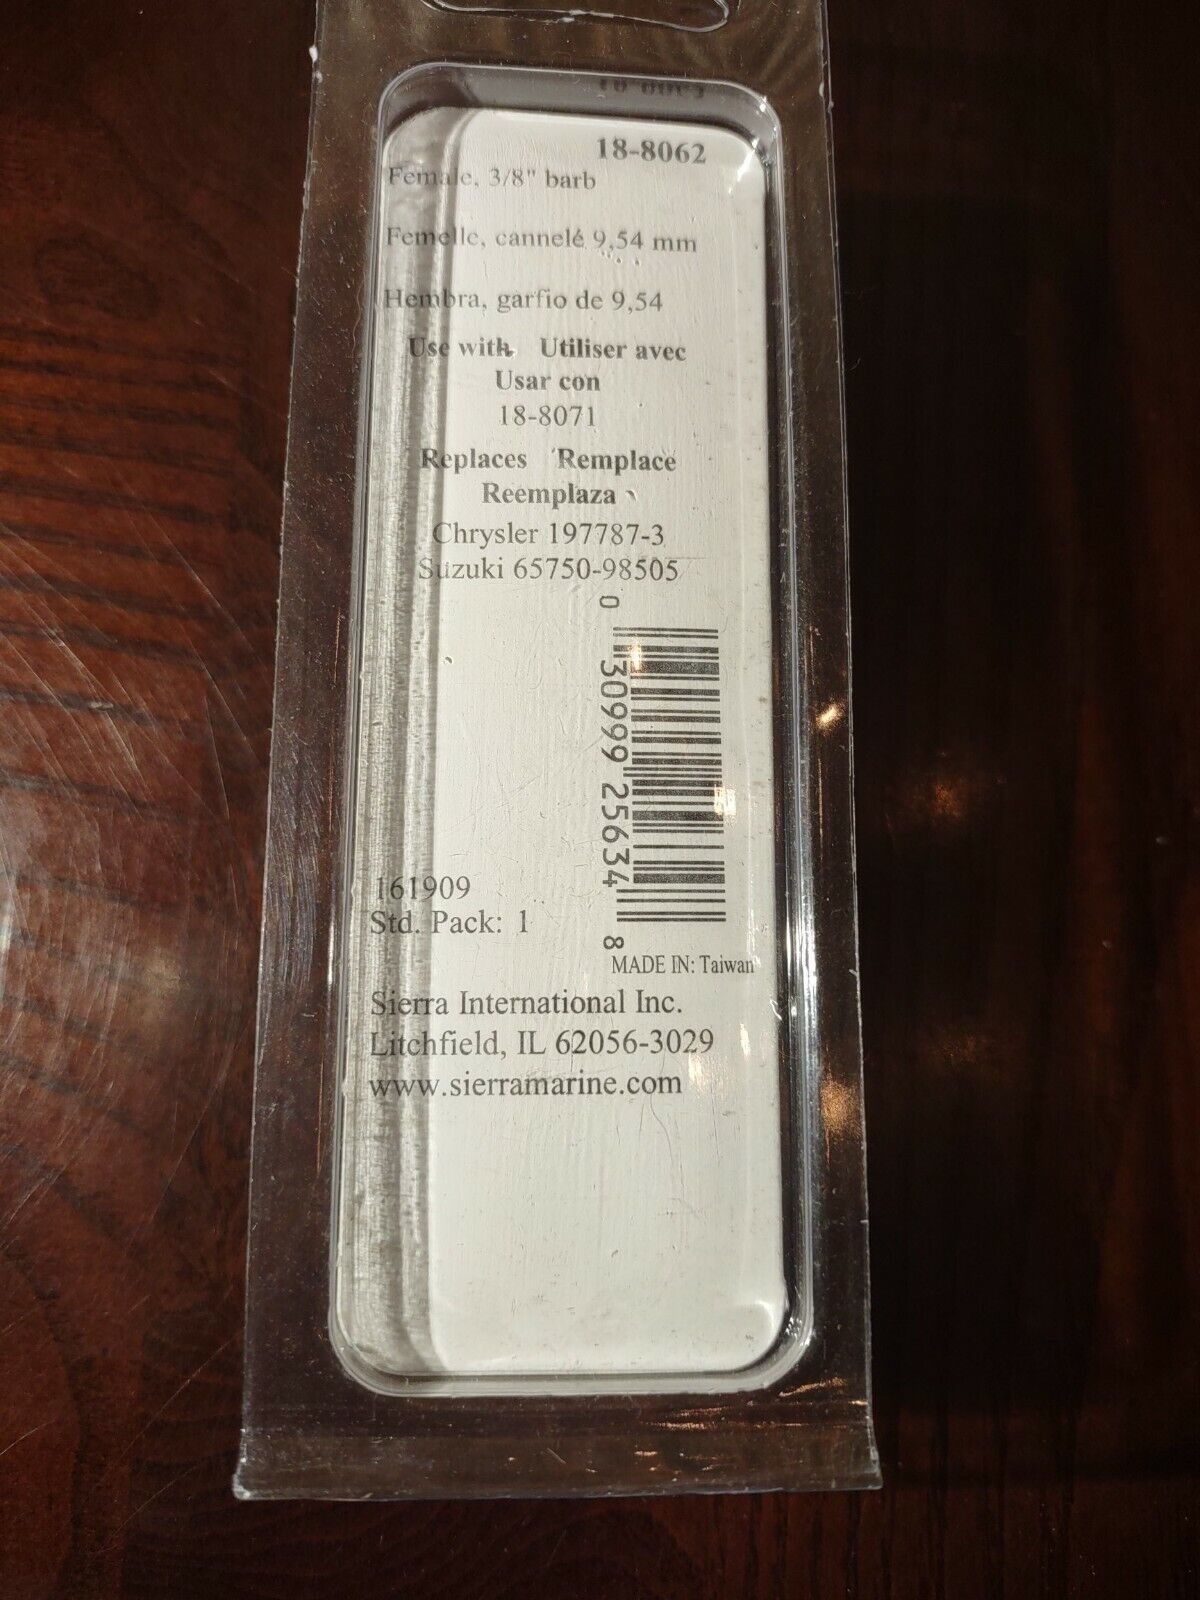 18-8062
Female, 3/8" barb
Femelle, cannelé 9,54 mm
Hembra, garfio de 9,54
Use with Utiliser avec
Usar con
18-8071
Replaces Remplace
Reemplaza
Chrysler 197787-3
Suzuki 65750-98505
0 30999 25634 8
161909
Std. Pack: 1
MADE IN: Taiwan
Sierra International Inc.
Litchfield, IL 62056-3029
www.sierramarine.com